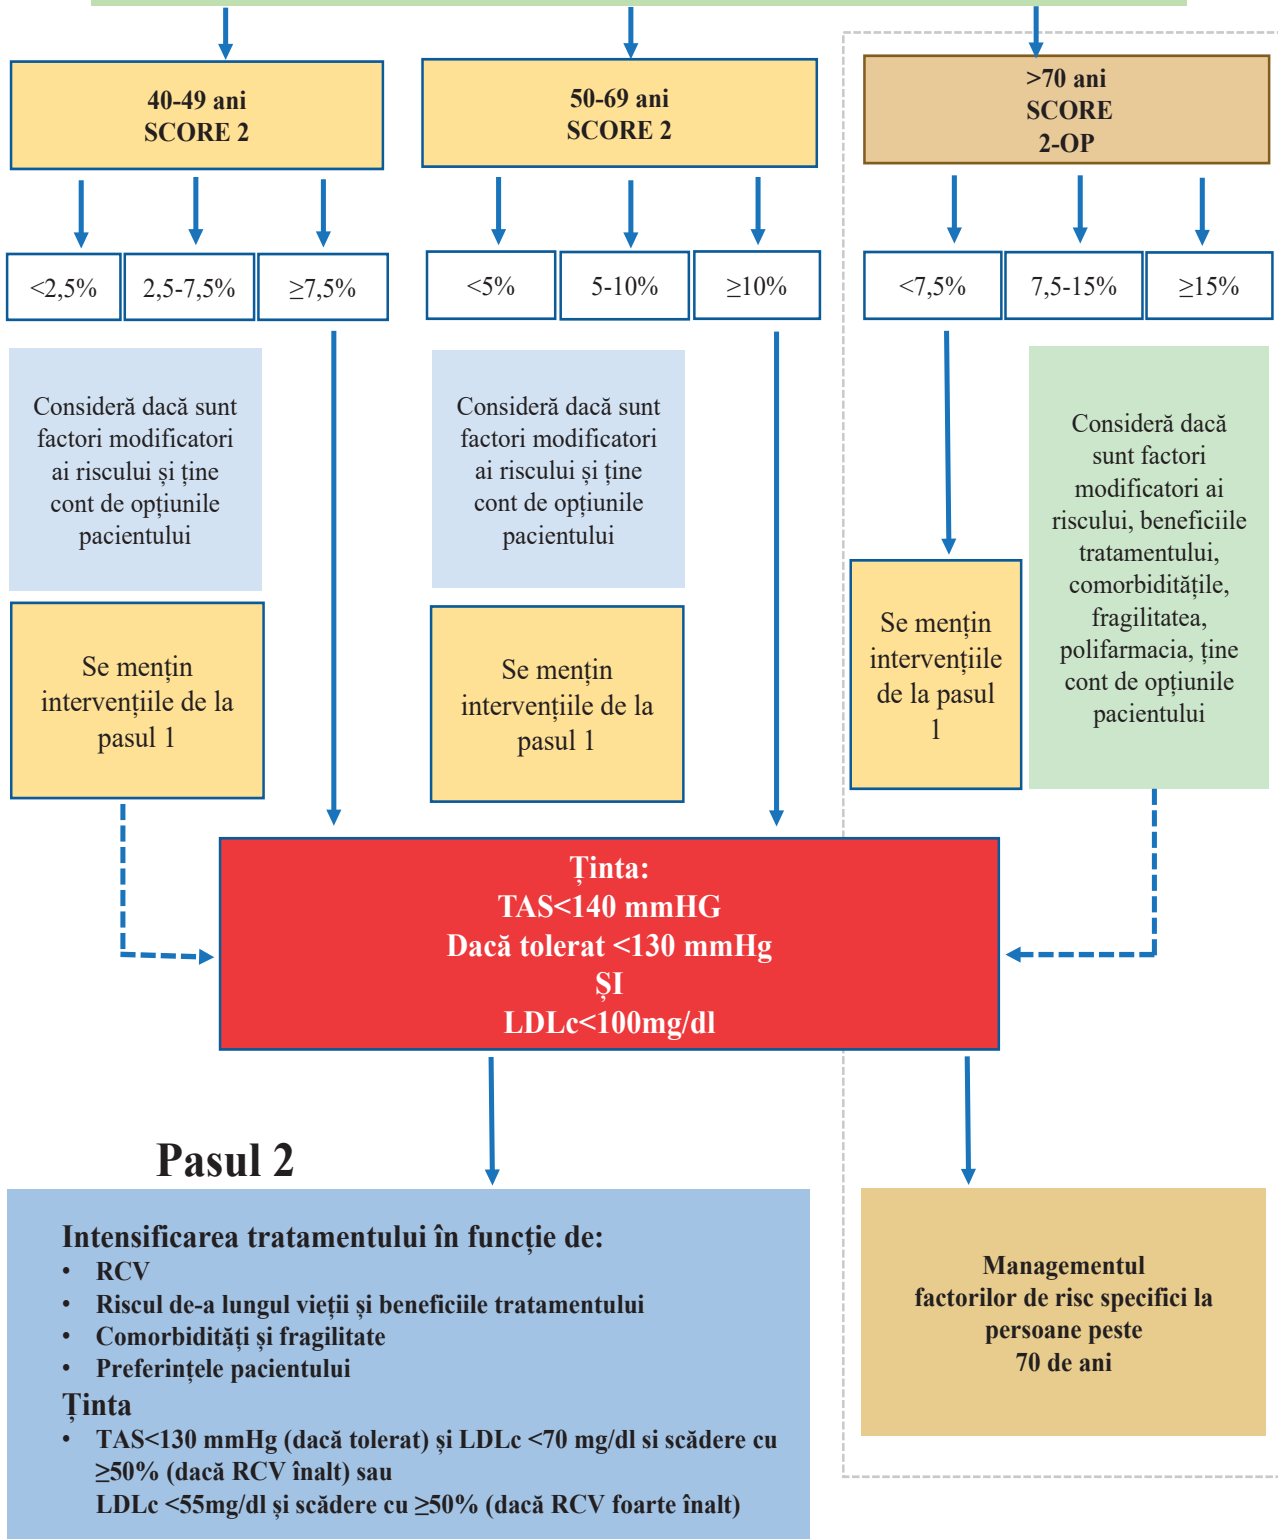 40-49 ani
SCORE 2
50-69 ani
SCORE 2
>70 ani
SCORE
2-OP
<2,5%
2,5-7,5%
≥7,5%
<5%
5-10%
≥10%
<7,5%
7,5-15%
≥15%
Consideră dacă sunt
factori modificatori
ai riscului și ține
cont de opțiunile
pacientului
Consideră dacă sunt
factori modificatori
ai riscului și ține
cont de opțiunile
pacientului
Consideră dacă
sunt factori
modificatori ai
riscului, beneficiile
tratamentului,
comorbiditățile,
fragilitatea,
polifarmacia, ține
cont de opțiunile
pacientului
Se mențin
intervențiile de la
pasul 1
Se mențin
intervențiile de la
pasul 1
Se mențin
intervențiile
de la pasul
1
Ținta:
TAS<140 mmHG
Dacă tolerat <130 mmHg
ȘI
LDLc<100mg/dl
Pasul 2
Intensificarea tratamentului în funcție de:
• RCV
• Riscul de-a lungul vieții și beneficiile tratamentului
• Comorbidități și fragilitate
• Preferințele pacientului
Ținta
• TAS<130 mmHg (dacă tolerat) și LDLc <70 mg/dl si scădere cu
≥50% (dacă RCV înalt) sau
LDLc <55mg/dl și scădere cu ≥50% (dacă RCV foarte înalt)
Managementul
factorilor de risc specifici la
persoane peste
70 de ani